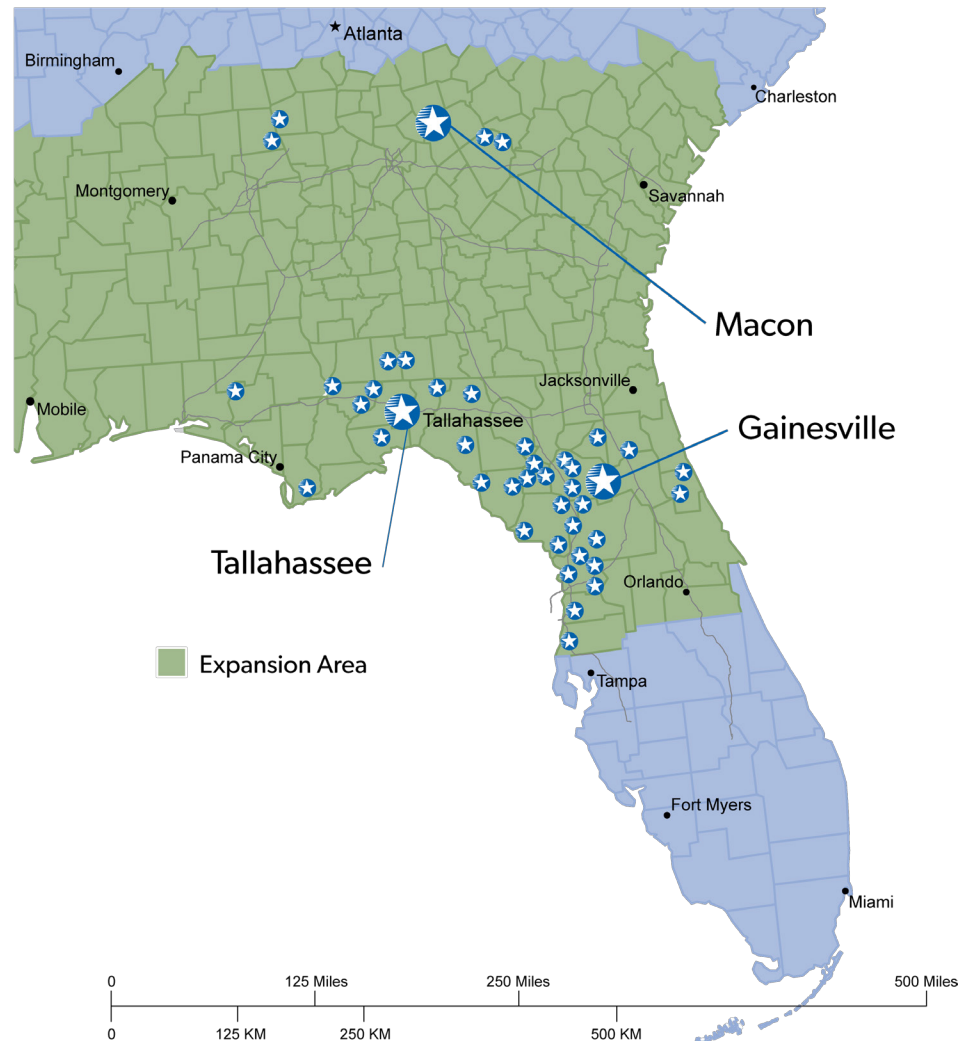 Atlanta
Birmingham
Charleston
Montgomery
Savannah
Macon
Jacksonville
Mobile
Tallahassee
Gainesville
Panama City
Tallahassee
Orlando
Expansion Area
Tampa
Fort Myers
Miami
0 125 Miles 250 Miles 500 Miles
0 125 KM 250 KM 500 KM